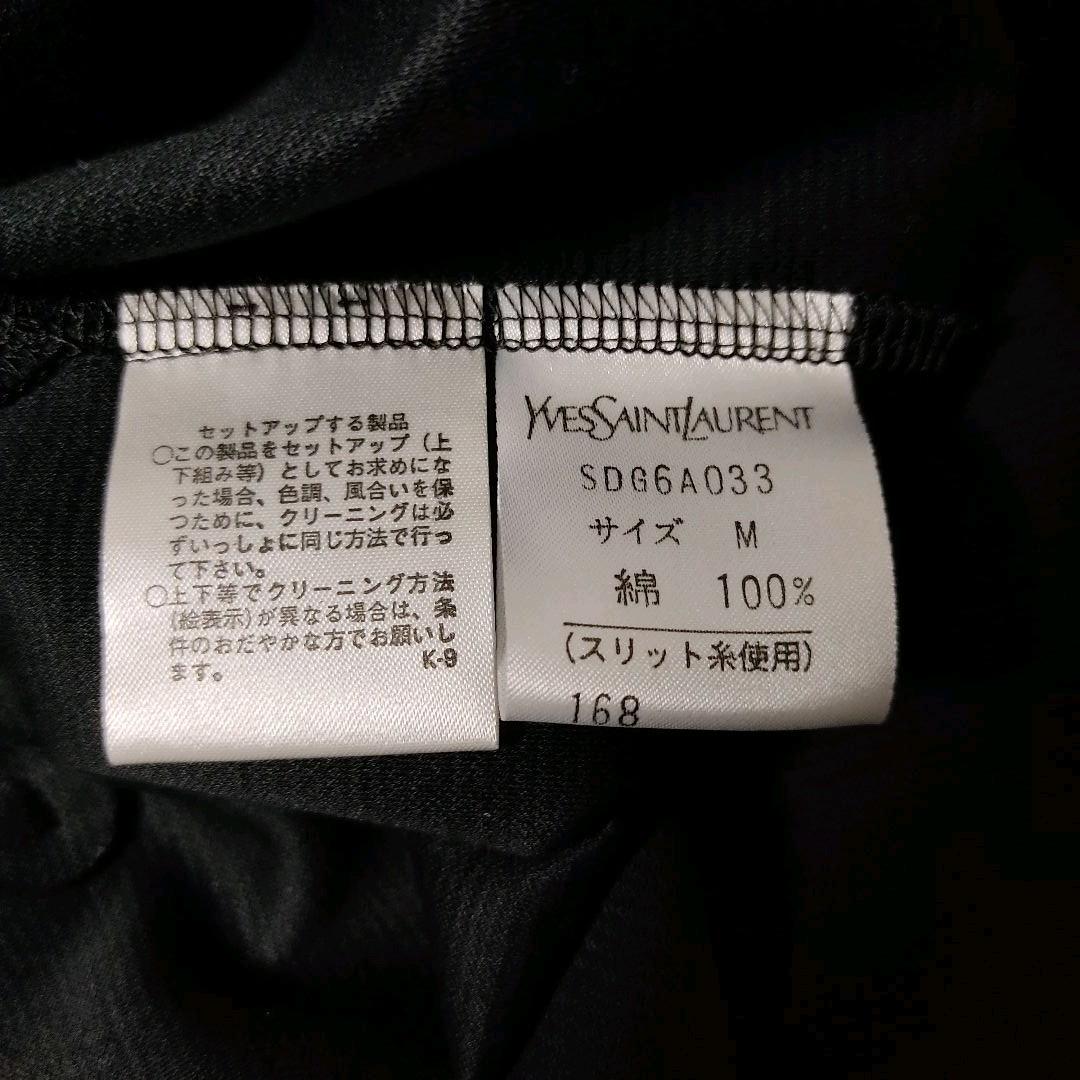 セットアップする製品
○この製品をセットアップ（上
下組み等）としてお求めにな
った場合、色調、風合いを保
つために、クリーニングは必
ずいっしょに同じ方法で行っ
て下さい。
○上下等でクリーニング方法
(絵表示)が異なる場合は、条
件のおだやかな方でお願いし
ます。 K-9
YVESSAINTLAURENT
SDG6A033
サイズ M
綿 100%
(スリット糸使用)
168